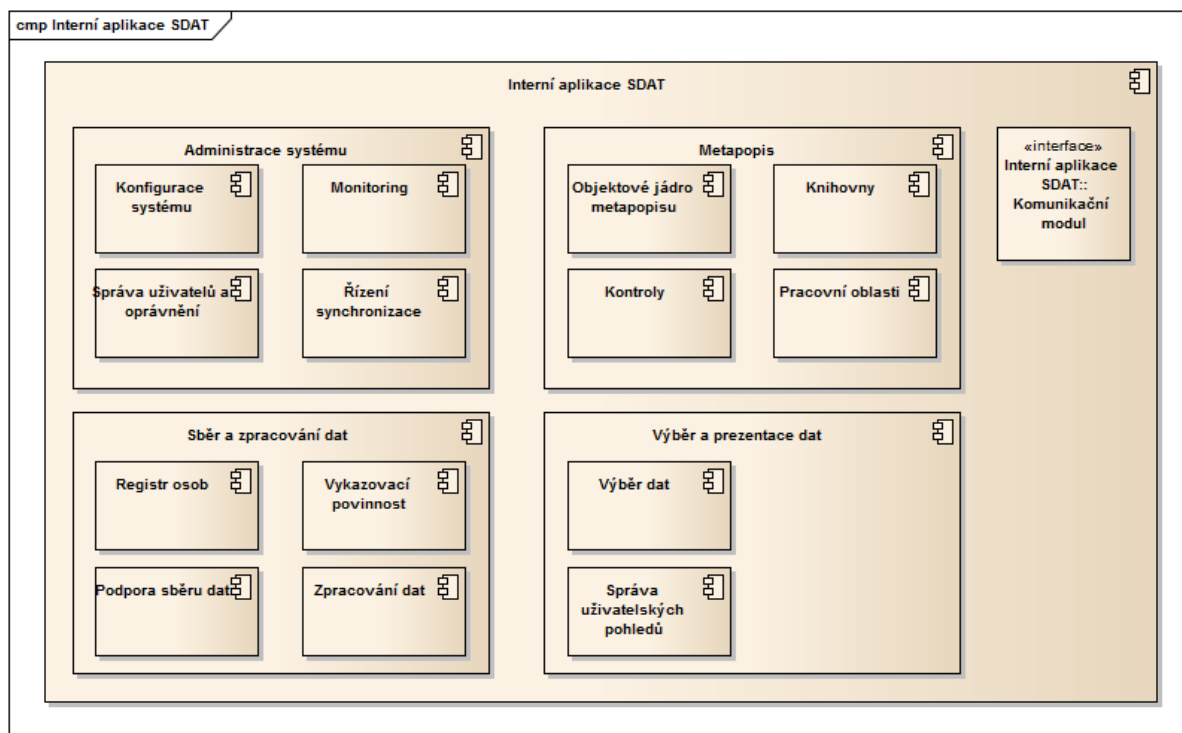 cmp Interní aplikace SDAT
Interní aplikace SDAT
Administrace systému
Konfigurace
systému
Monitoring
Správa uživatelů a
oprávnění
Řízení
synchronizace
Metapopis
Objektové jádro
metapopisu
Knihovny
Kontroly
Pracovní oblasti
«interface»
Interní aplikace
SDAT::
Komunikační
modul
Sběr a zpracování dat
Registr osob
Vykazovací
povinnost
Podpora sběru dat
Zpracování dat
Výběr a prezentace dat
Výběr dat
Správa
uživatelských
pohledů